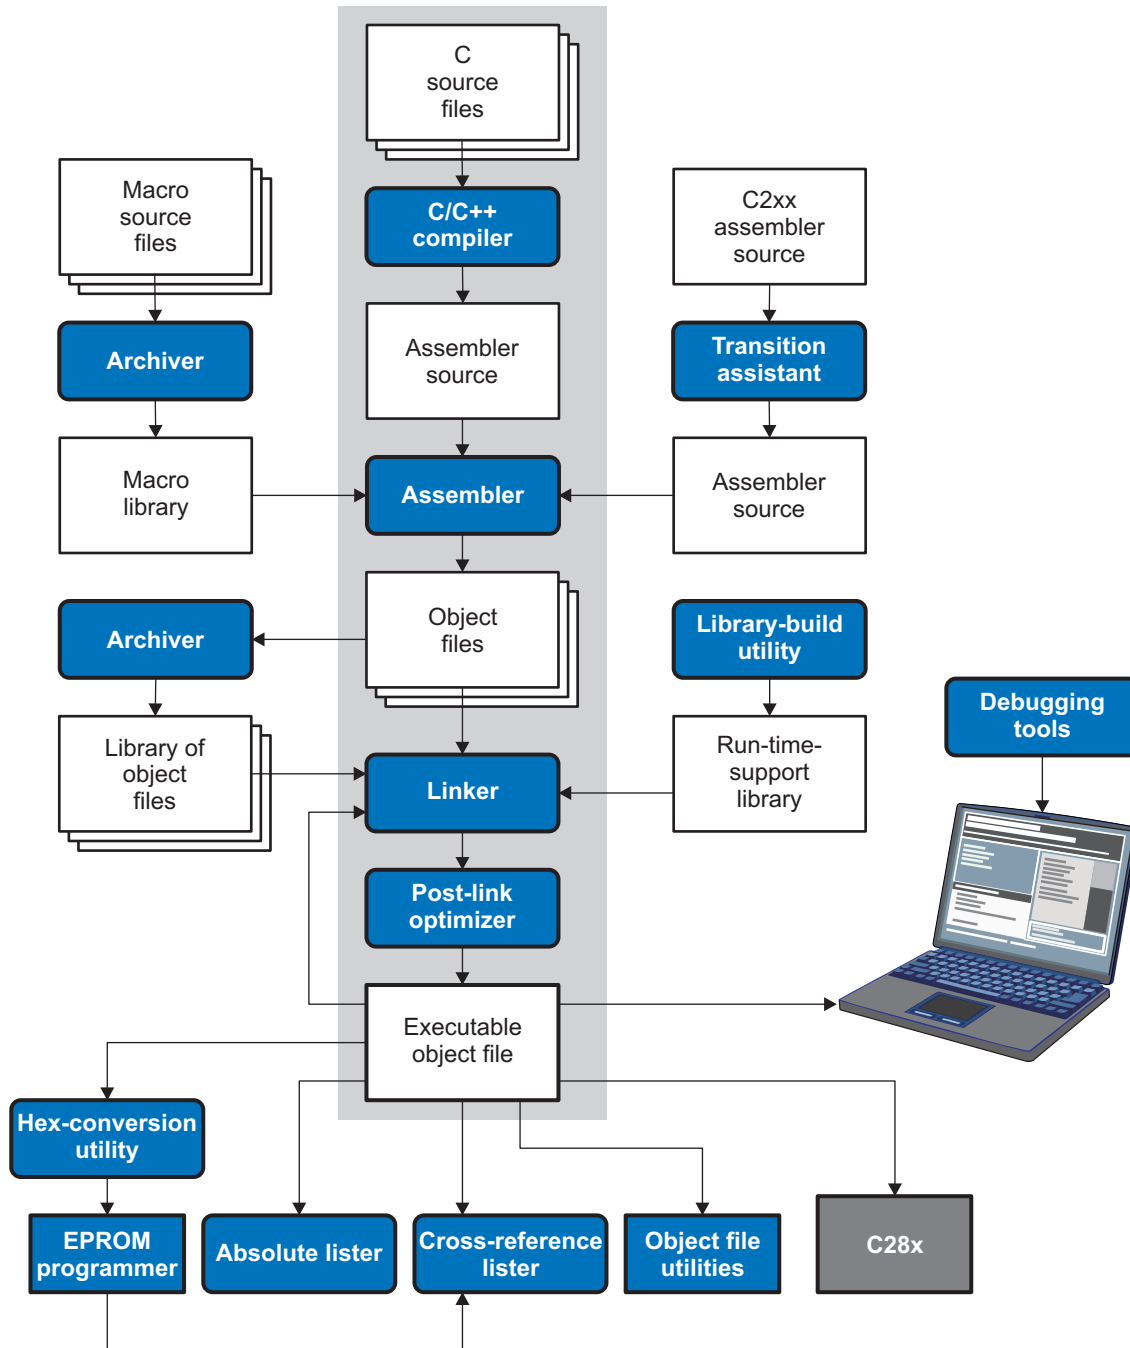 C
source
files
Macro
source
files
C/C++
compiler
C2xx
assembler
source
Archiver
Assembler
source
Transition
assistant
Macro
library
Assembler
Assembler
source
Archiver
Object
files
Library-build
utility
Debugging
tools
Library of
object
files
Linker
Run-time-
support
library
Post-link
optimizer
Executable
object file
Hex-conversion
utility
EPROM
programmer
Absolute lister
Cross-reference
lister
Object file
utilities
C28x